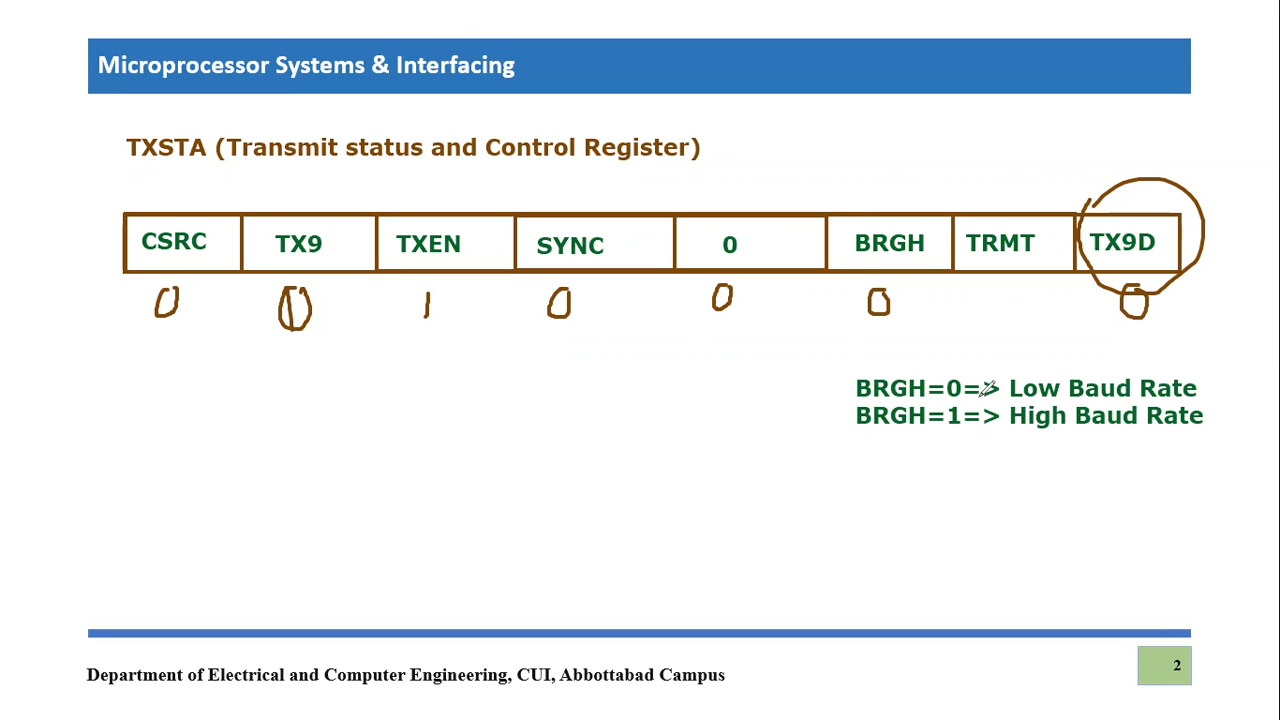 Microprocessor Systems & Interfacing
TXSTA (Transmit status and Control Register)
CSRC TX9 TXEN SYNC 0 BRGH TRMT TX9D
0 0 1 0 0 0 0
BRGH=0=> Low Baud Rate
BRGH=1=> High Baud Rate
Department of Electrical and Computer Engineering, CUI, Abbottabad Campus
2